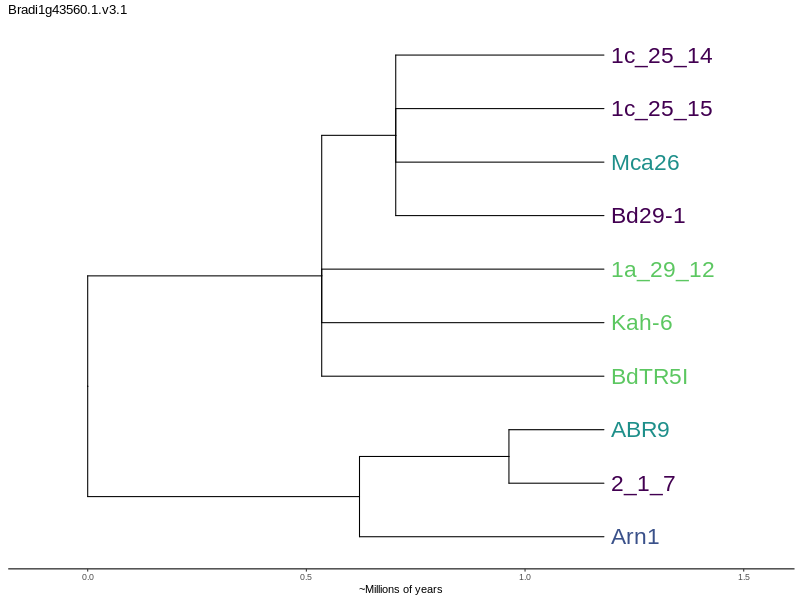 Bradi1g43560.1.v3.1
1c_25_14
1c_25_15
Mca26
Bd29-1
1a_29_12
Kah-6
BdTR5I
ABR9
2_1_7
Arn1
0.0 0.5 1.0 1.5
~Millions of years